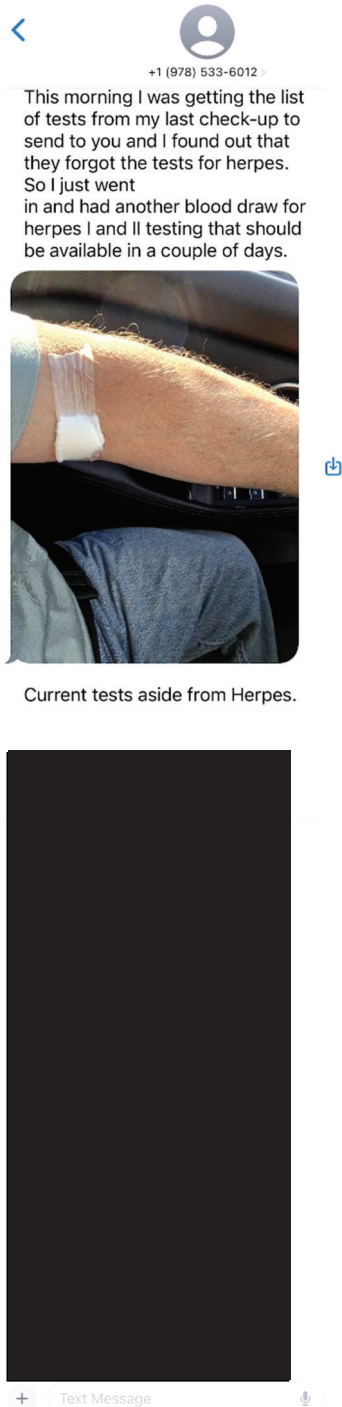 +1 (978) 533-6012 >
This morning I was getting the list
of tests from my last check-up to
send to you and I found out that
they forgot the tests for herpes.
So I just went
in and had another blood draw for
herpes I and II testing that should
be available in a couple of days.
Current tests aside from Herpes.
Text Message